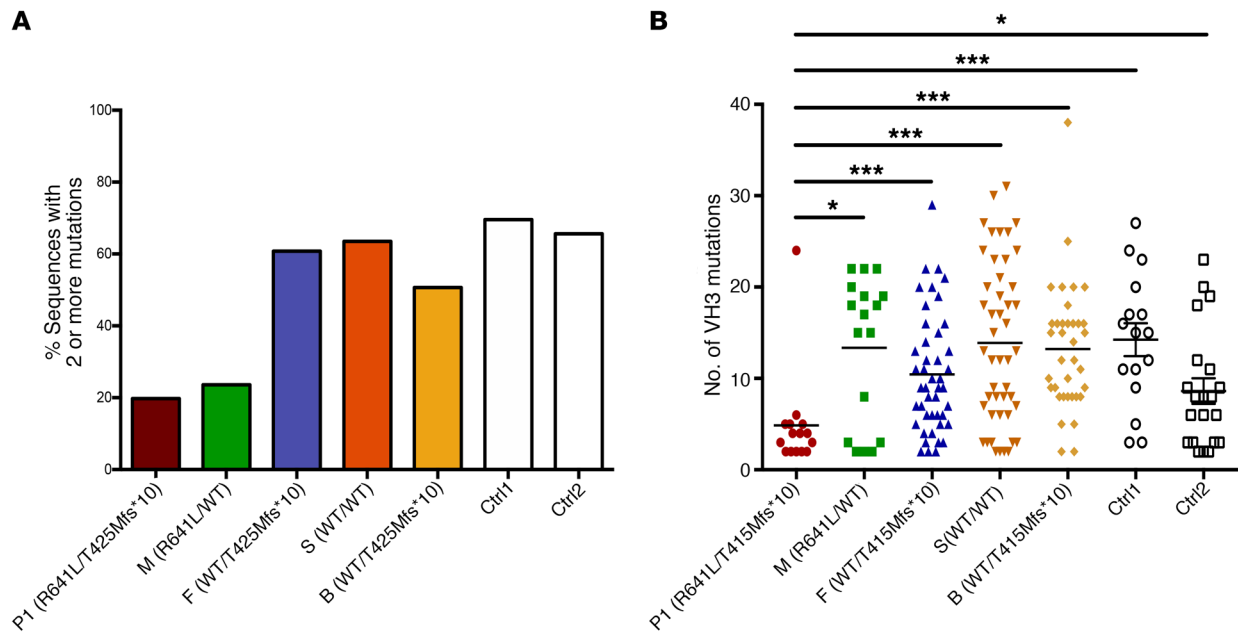 A
% Sequences with
2 or more mutations
100
80
60
40
20
0
P1 (R641L/T425Mfs*10)
M (R641L/WT)
F (WT/T425Mfs*10)
S (WT/WT)
B (WT/T425Mfs*10)
Ctrl1
Ctrl2
B
*
***
***
***
***
*
No. of VH3 mutations
40
30
20
10
0
P1 (R641L/T415Mfs*10)
M (R641L/WT)
F (WT/T415Mfs*10)
S(WT/WT)
B (WT/T415Mfs*10)
Ctrl1
Ctrl2